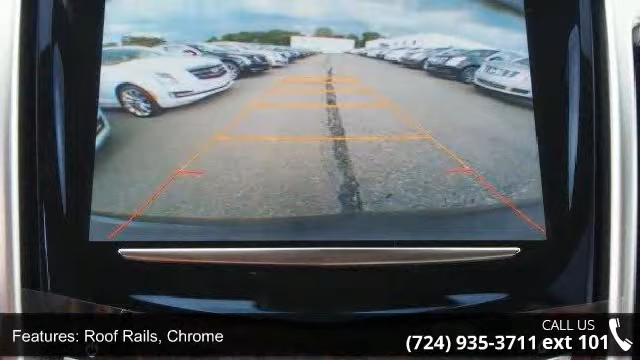 CALL US
Features: Roof Rails, Chrome
(724) 935-3711 ext 101